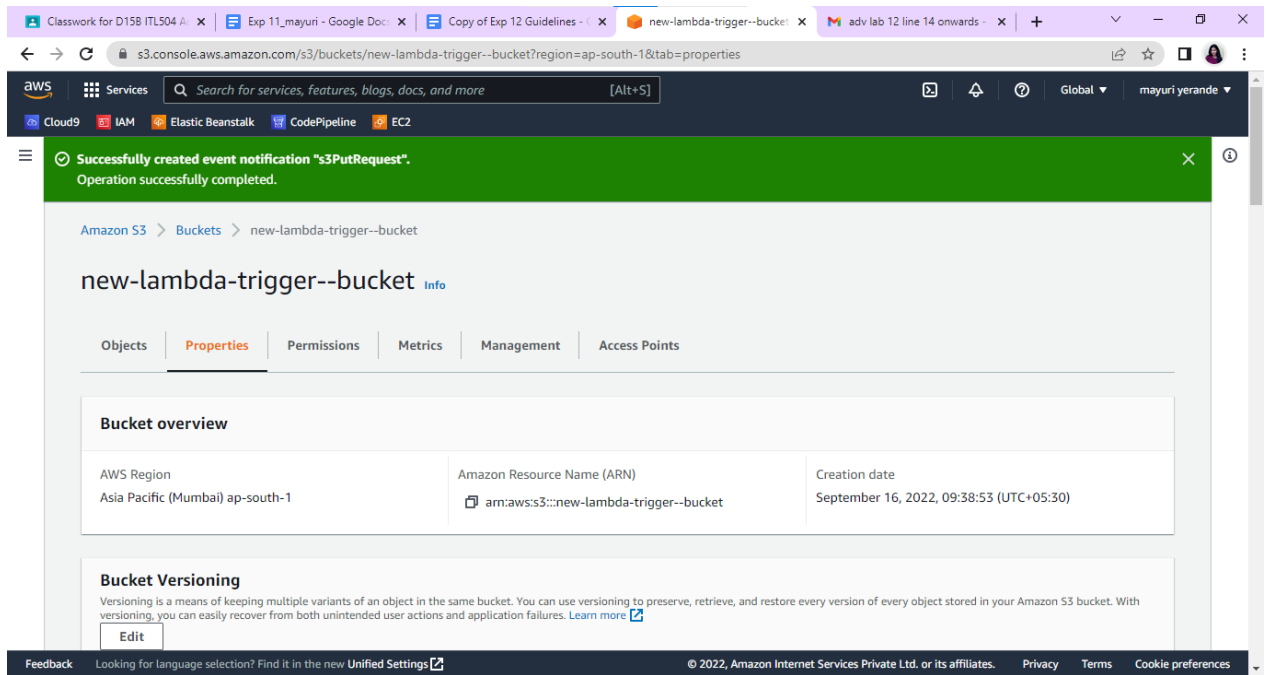 Classwork for D15B ITL504 A
Exp 11_mayuri - Google Doc
Copy of Exp 12 Guidelines -
new-lambda-trigger--bucket
adv lab 12 line 14 onwards -
s3.console.aws.amazon.com/s3/buckets/new-lambda-trigger--bucket?region=ap-south-1&tab=properties
aws
Services
Search for services, features, blogs, docs, and more
[Alt+S]
Global
mayuri yerande
Cloud9
IAM
Elastic Beanstalk
CodePipeline
EC2
Successfully created event notification "s3PutRequest".
Operation successfully completed.
Amazon S3 > Buckets > new-lambda-trigger--bucket
new-lambda-trigger--bucket Info
Objects
Properties
Permissions
Metrics
Management
Access Points
Bucket overview
AWS Region
Asia Pacific (Mumbai) ap-south-1
Amazon Resource Name (ARN)
arn:aws:s3:::new-lambda-trigger--bucket
Creation date
September 16, 2022, 09:38:53 (UTC+05:30)
Bucket Versioning
Versioning is a means of keeping multiple variants of an object in the same bucket. You can use versioning to preserve, retrieve, and restore every version of every object stored in your Amazon S3 bucket. With
versioning, you can easily recover from both unintended user actions and application failures. Learn more
Edit
Feedback
Looking for language selection? Find it in the new Unified Settings
© 2022, Amazon Internet Services Private Ltd. or its affiliates.
Privacy
Terms
Cookie preferences